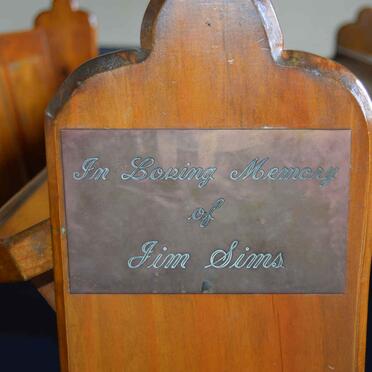 In Loving Memory
of
Jim Sims